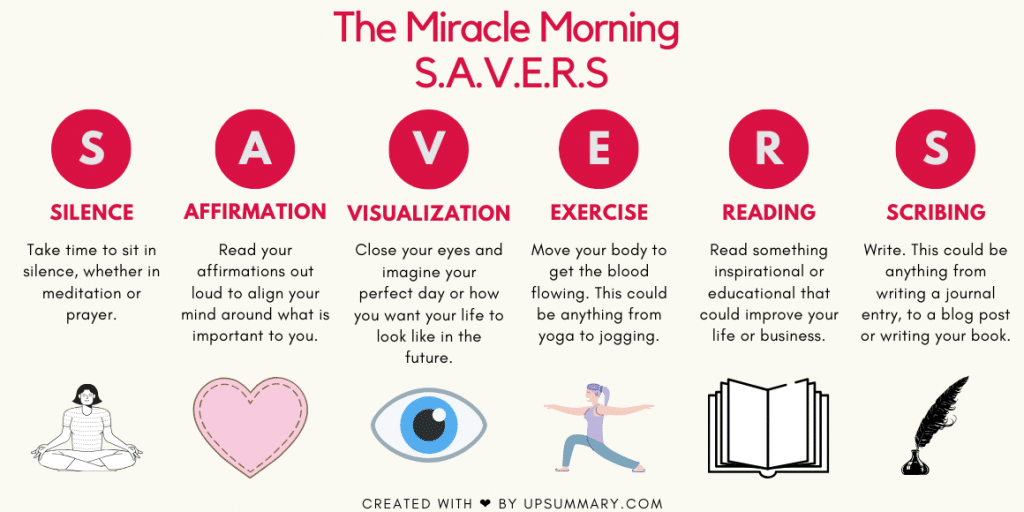 The Miracle Morning
S.A.V.E.R.S
S
SILENCE
Take time to sit in
silence, whether in
meditation or
prayer.
A
AFFIRMATION
Read your
affirmations out
loud to align your
mind around what is
important to you.
V
VISUALIZATION
Close your eyes and
imagine your
perfect day or how
you want your life to
look like in the
future.
E
EXERCISE
Move your body to
get the blood
flowing. This could
be anything from
yoga to jogging.
R
READING
Read something
inspirational or
educational that
could improve your
life or business.
S
SCRIBING
Write. This could be
anything from
writing a journal
entry, to a blog post
or writing your book.
CREATED WITH ❤ BY UPSUMMARY.COM